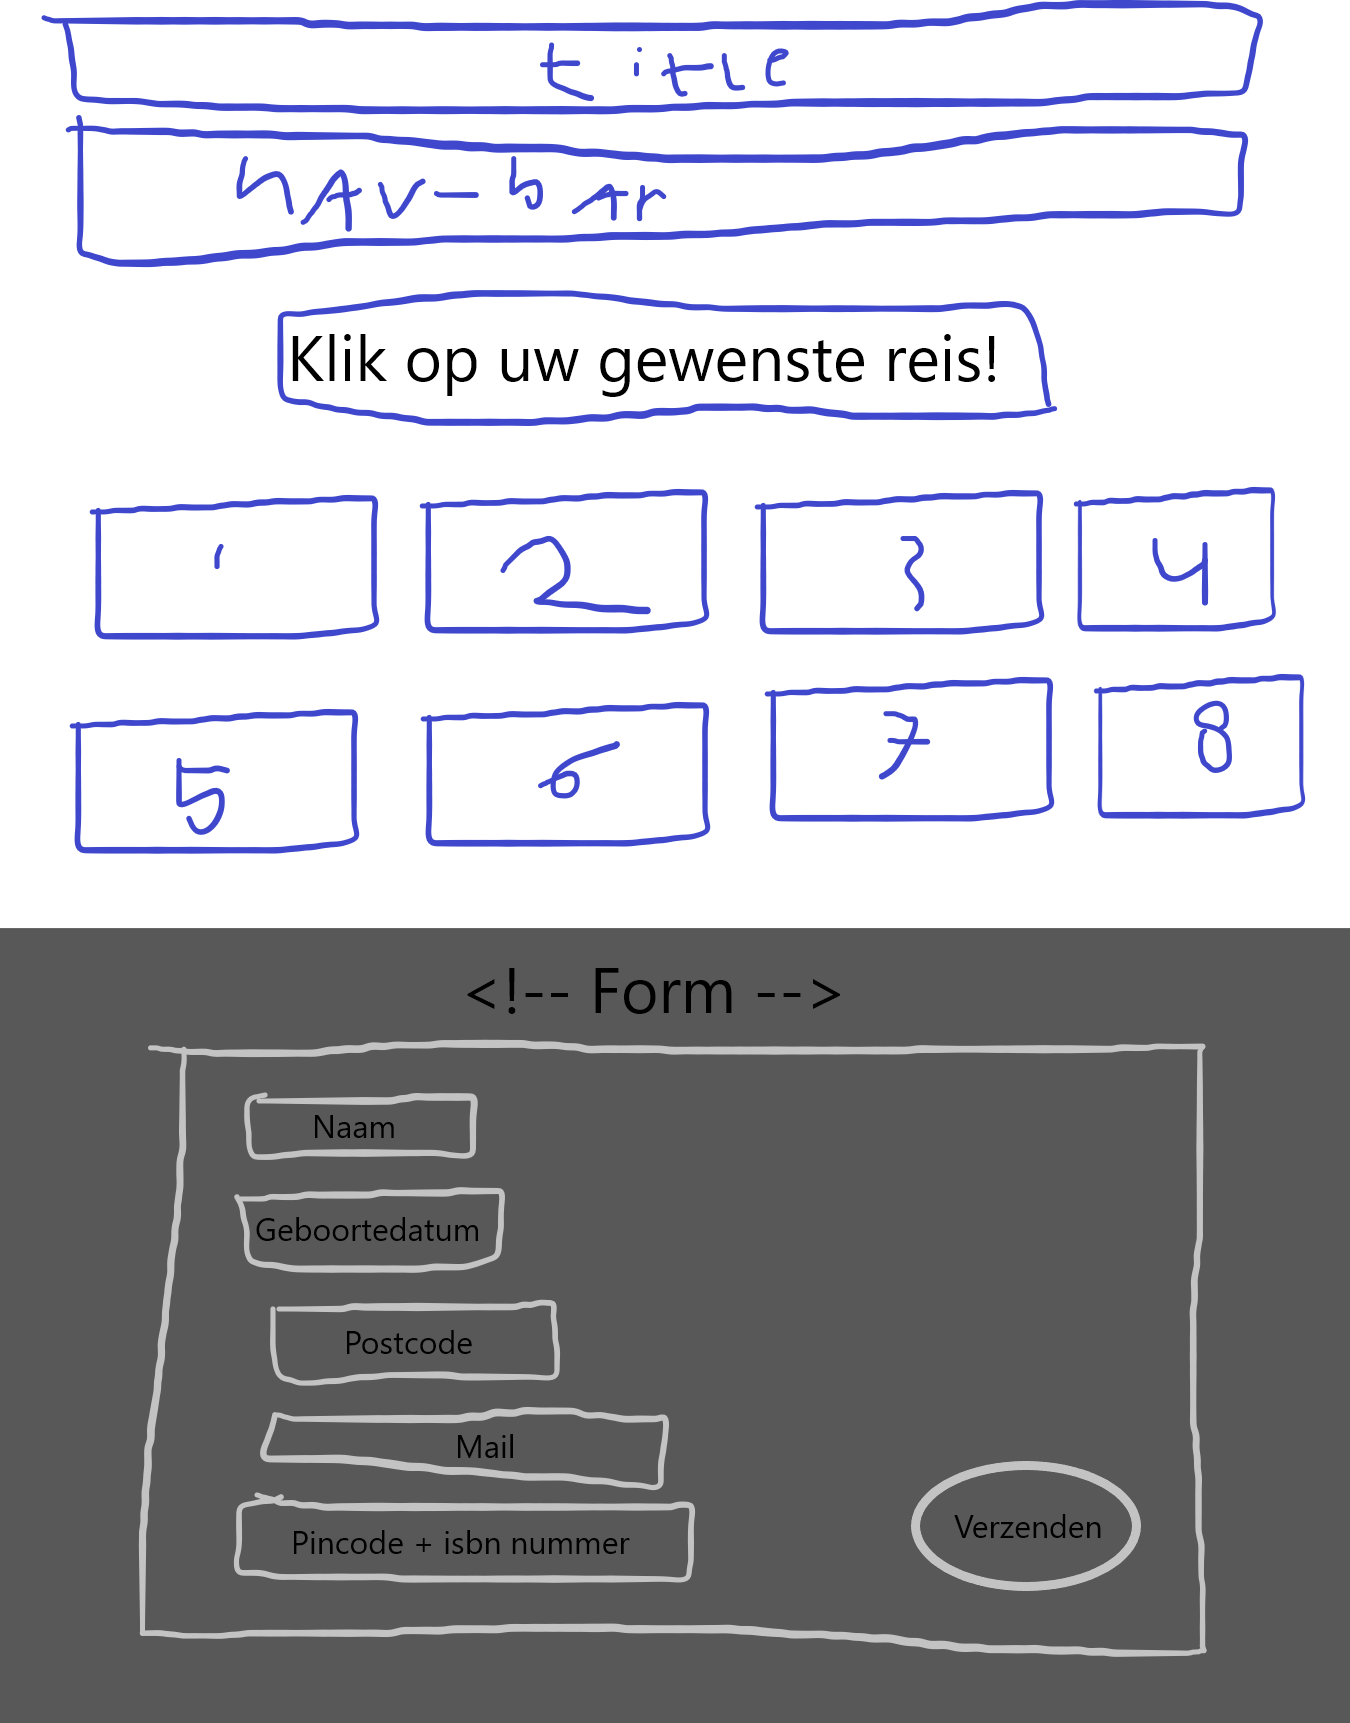 title
nav-bar
Klik op uw gewenste reis!
1 2 3 4
5 6 7 8
<!-- Form -->
Naam
Geboortedatum
Postcode
Mail
Pincode + isbn nummer
Verzenden